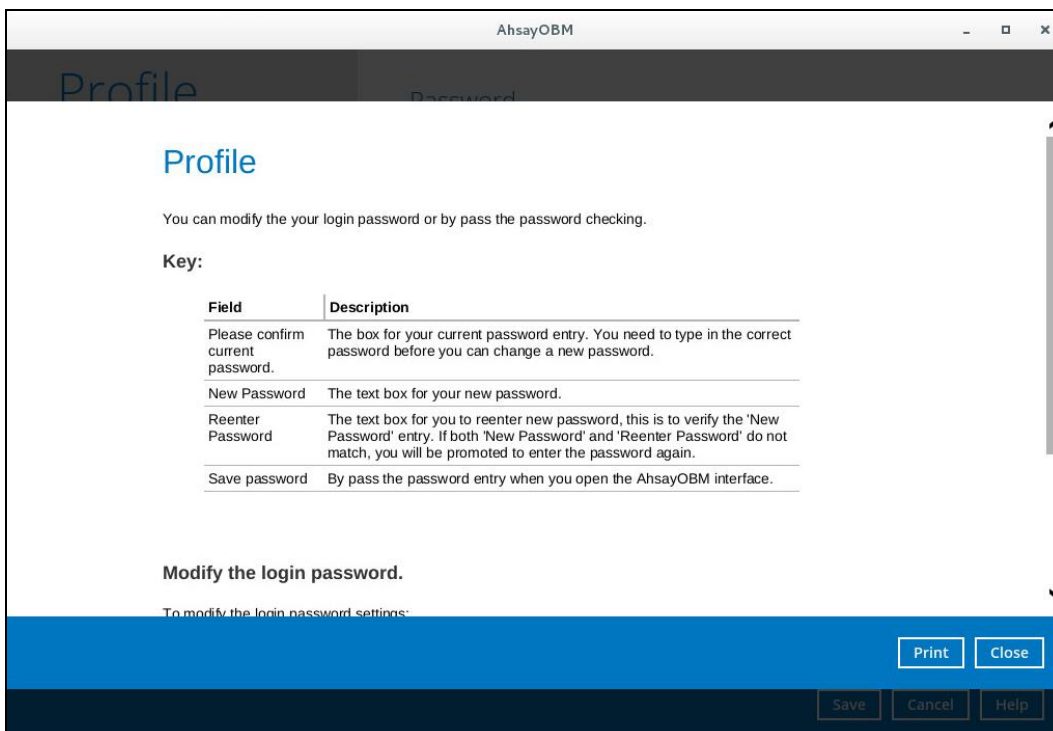 AhsayOBM
Profile
Password
Profile
You can modify the your login password or by pass the password checking.
Key:
Field Description
Please confirm The box for your current password entry. You need to type in the correct
current password before you can change a new password.
password.
New Password The text box for your new password.
Reenter The text box for you to reenter new password, this is to verify the 'New
Password Password' entry. If both 'New Password' and 'Reenter Password' do not
match, you will be promoted to enter the password again.
Save password By pass the password entry when you open the AhsayOBM interface.
Modify the login password.
To modify the login password settings:
Print Close
Save Cancel Help